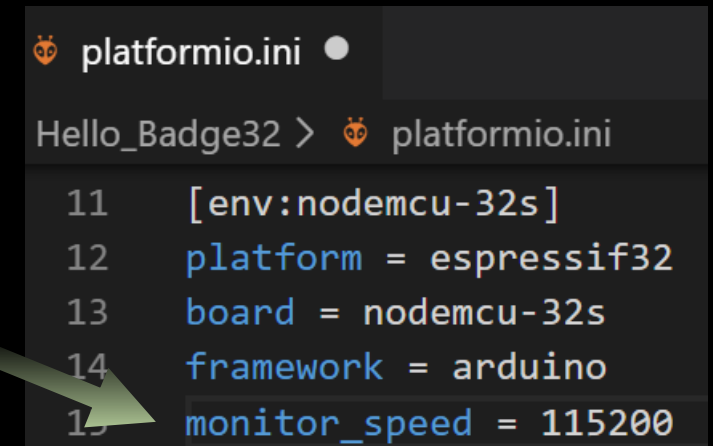 platformio.ini
Hello_Badge32 > platformio.ini
11 [env:nodemcu-32s]
12 platform = espressif32
13 board = nodemcu-32s
14 framework = arduino
15 monitor_speed = 115200